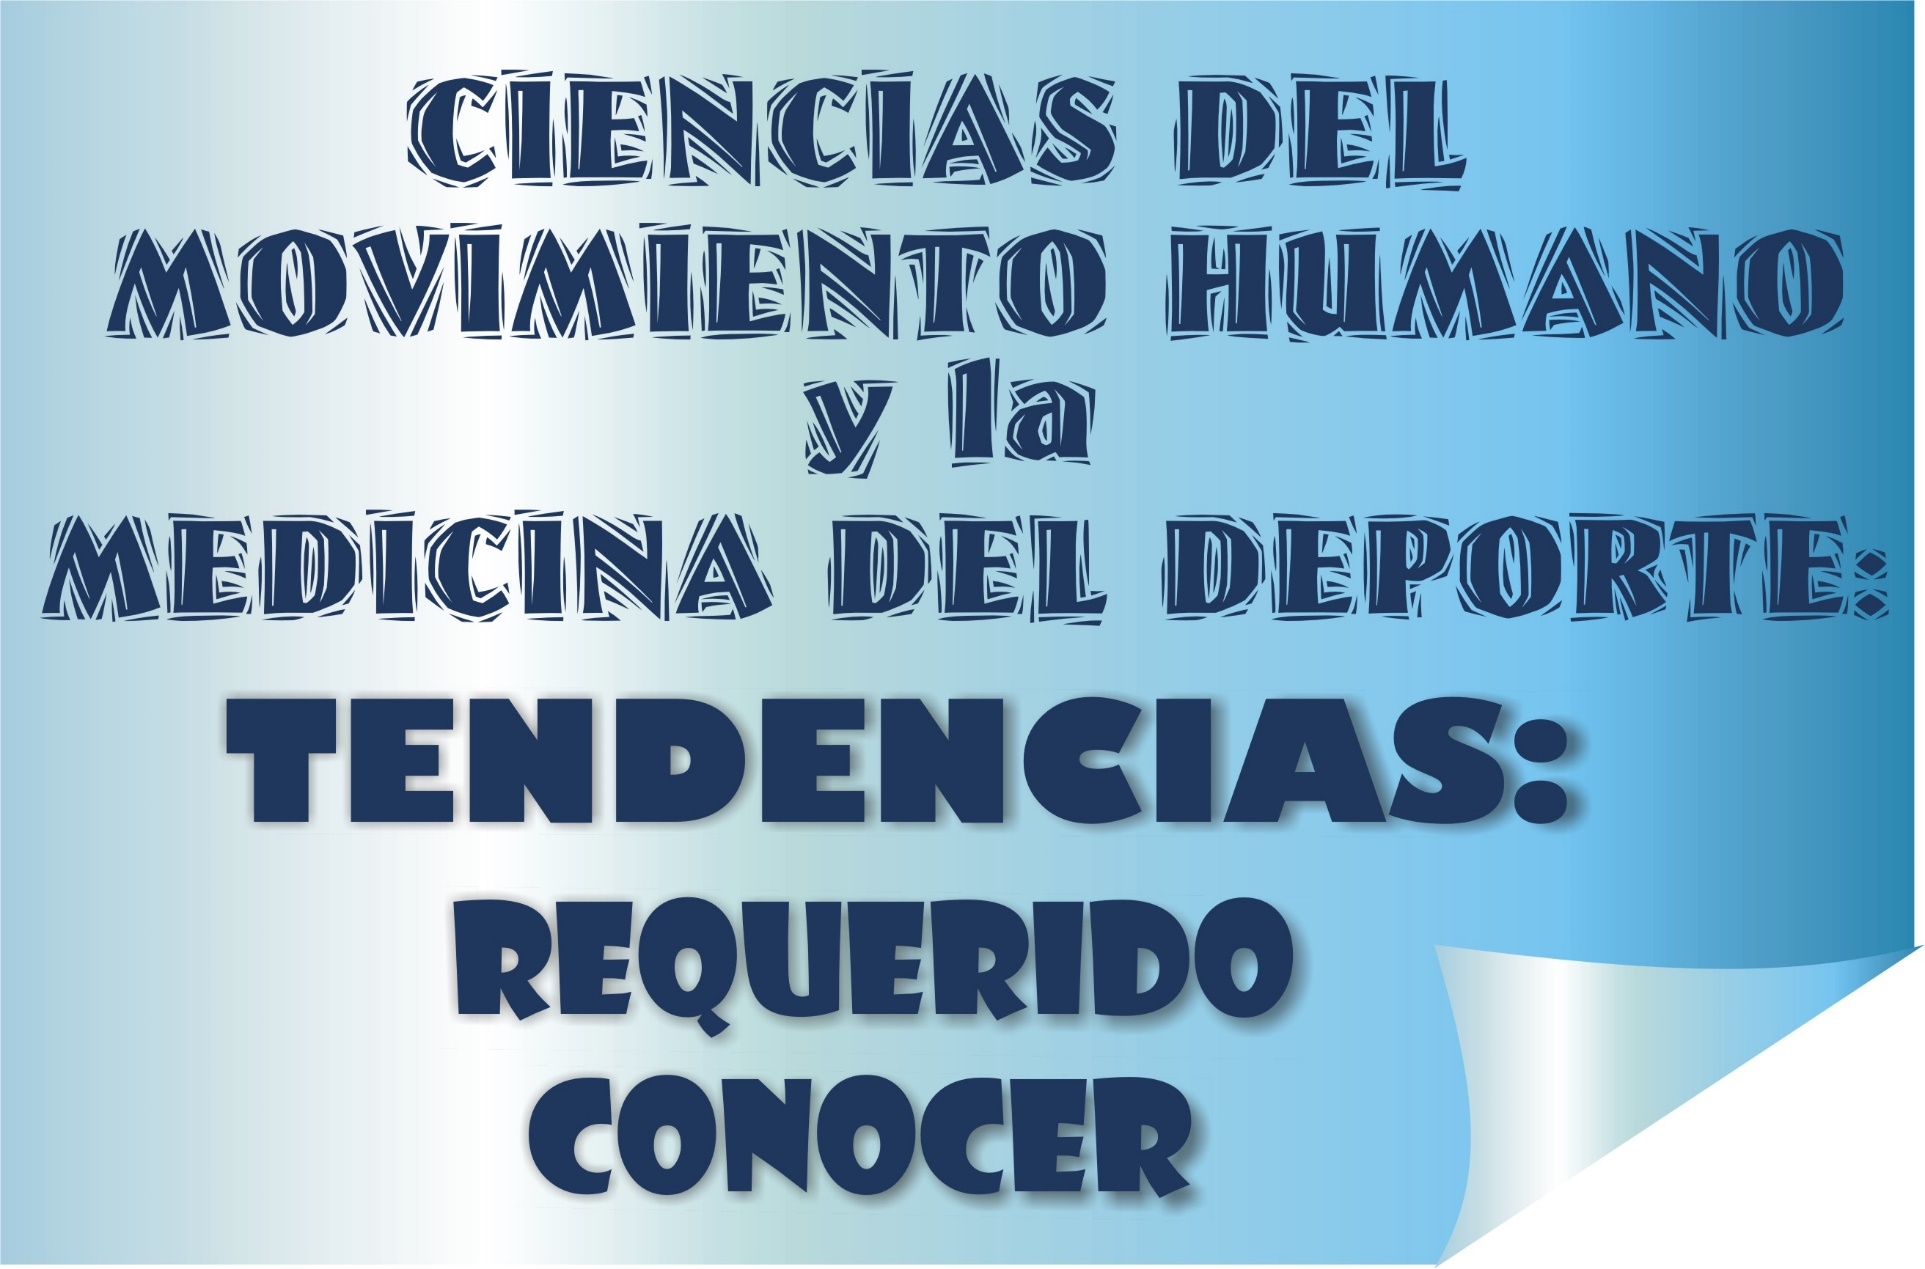 CIENCIAS DEL
MOVIMIENTO HUMANO
y la
MEDICINA DEL DEPORTE:
TENDENCIAS:
REQUERIDO
CONOCER